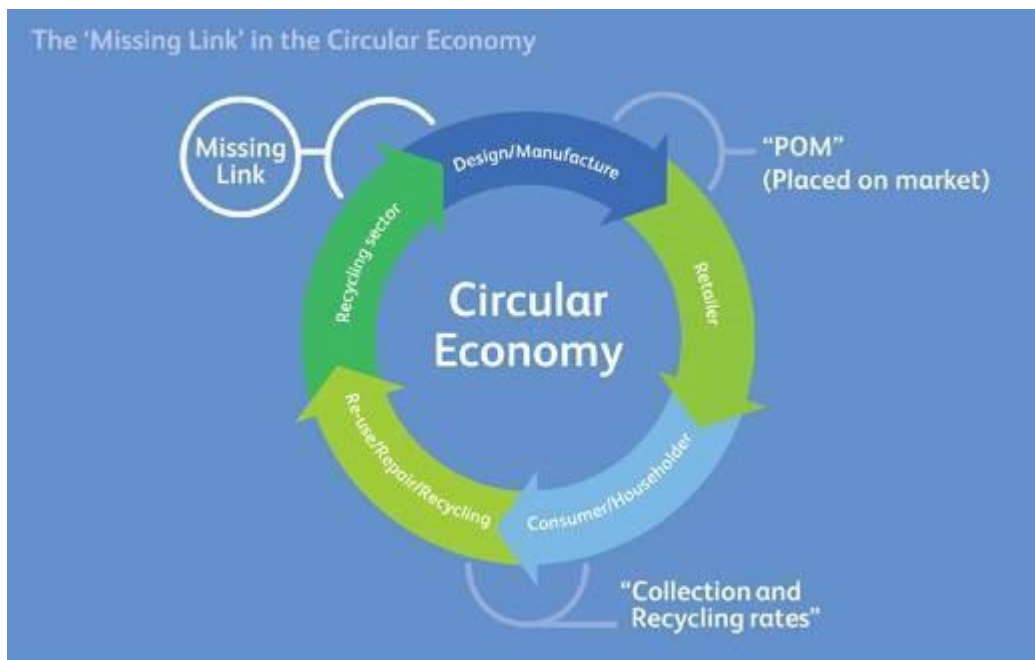 The ‘Missing Link’ in the Circular Economy
Missing
Link
Design/Manufacture
“POM”
(Placed on market)
Recycling sector
Retailer
Circular
Economy
Re-use/Repair/Recycling
Consumer/Householder
“Collection and
Recycling rates”